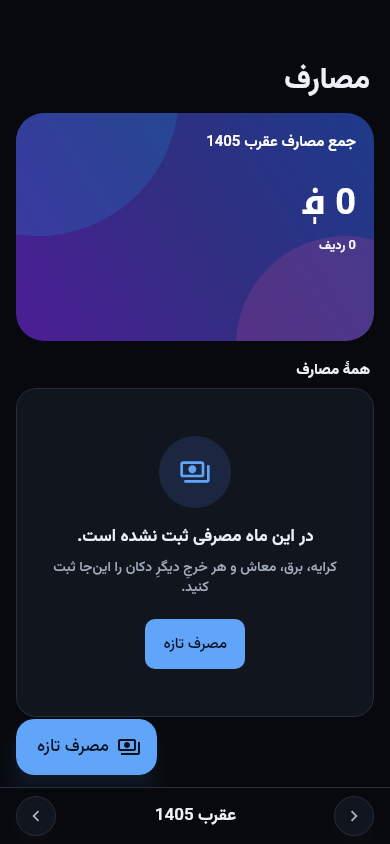 مصارف
جمع مصارف عقرب 1405
0 ؋
0 ردیف
همهٔ مصارف
در این ماه مصرفی ثبت نشده است.
کرایه، برق، معاش و هر خرجِ دیگرِ دکان را این‌جا ثبت
کنید.
مصرف تازه
مصرف تازه
عقرب 1405